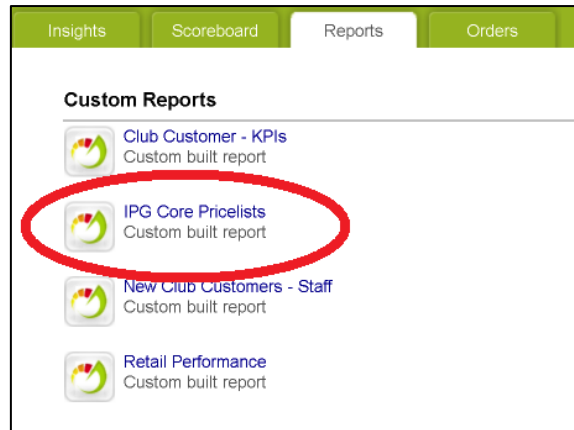 Insights Scoreboard Reports Orders
Custom Reports
Club Customer - KPIs
Custom built report
IPG Core Pricelists
Custom built report
New Club Customers - Staff
Custom built report
Retail Performance
Custom built report